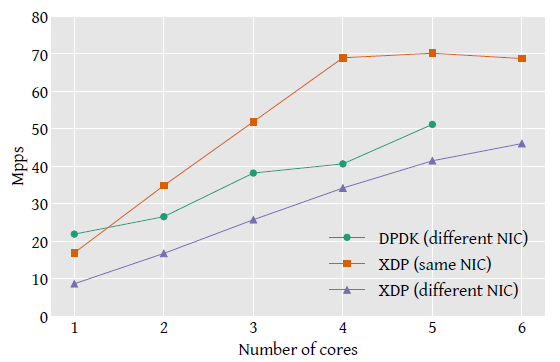 80
70
60
50
40
30
20
10
0
Mpps
DPDK (different NIC)
XDP (same NIC)
XDP (different NIC)
1 2 3 4 5 6
Number of cores